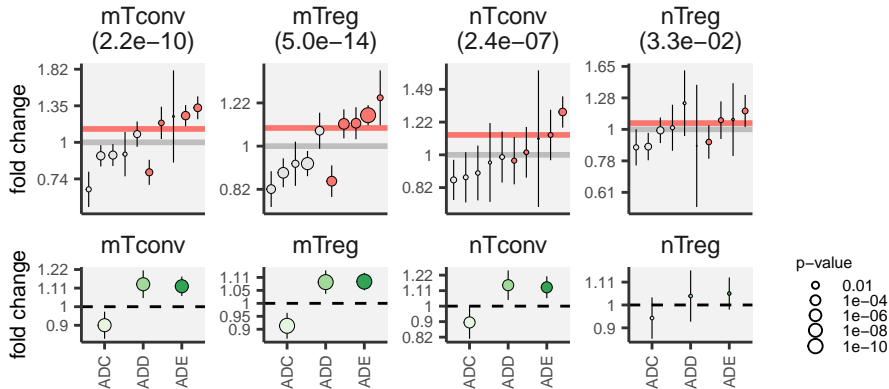 mTconv
(2.2e−10)
mTreg
(5.0e−14)
nTconv
(2.4e−07)
nTreg
(3.3e−02)
fold change
1.82
1.35
1
0.74
1.22
1
0.82
1.49
1.22
1
0.82
1.65
1.28
1
0.78
0.61
mTconv
mTreg
nTconv
nTreg
fold change
1.22
1.11
1
0.9
1.11
1.05
1
0.95
0.9
1.22
1.11
1
0.9
0.82
1.11
1
0.9
ADC
ADD
ADE
ADC
ADD
ADE
ADC
ADD
ADE
ADC
ADD
ADE
p−value
0.01
1e−04
1e−06
1e−08
1e−10